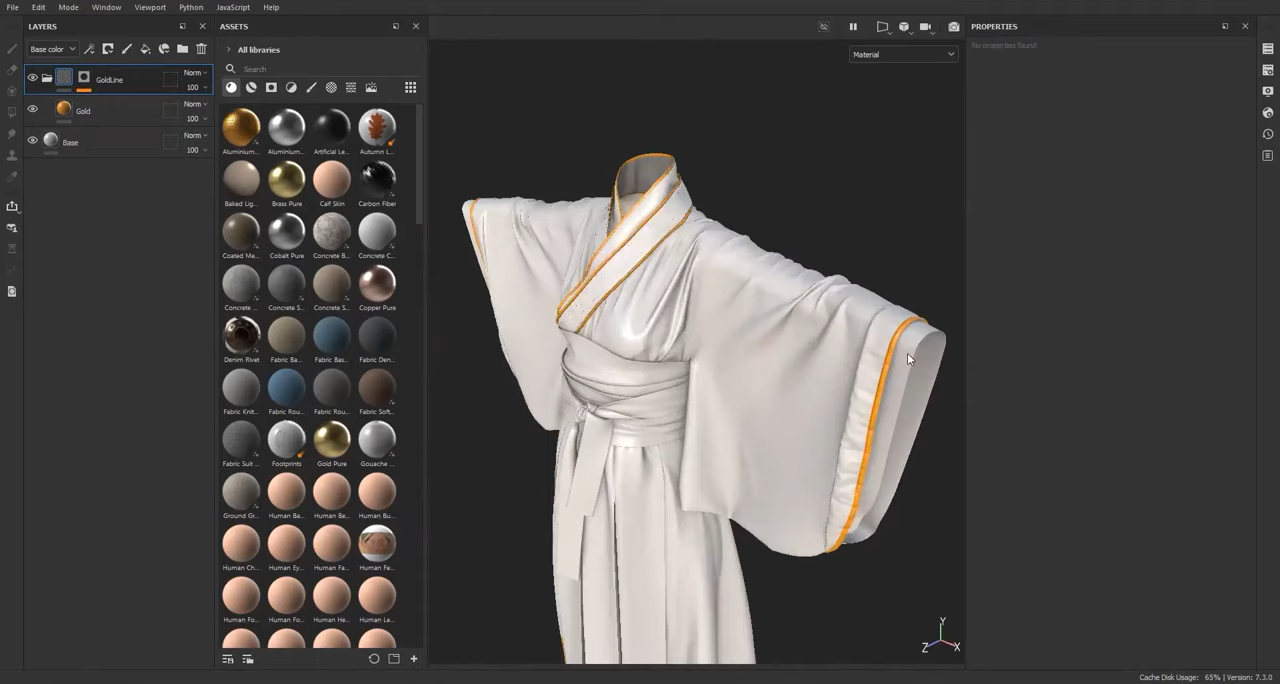 File Edit Mode Window Viewport Python JavaScript Help
LAYERS
Base color
GoldLine
Norm
100
Gold
Norm
100
Base
Norm
100
ASSETS
All libraries
Search
Aluminium... Aluminium... Artificial Le... Autumn L...
Baked Lig... Brass Pure Calf Skin Carbon Fiber
Coated Me... Cobalt Pure Concrete B... Concrete C...
Concrete ... Concrete S... Concrete S... Copper Pure
Denim Rivet Fabric Ba... Fabric Bas... Fabric Den...
Fabric Knit... Fabric Rou... Fabric Rou... Fabric Soft...
Fabric Suit ... Footprints Gold Pure Gouache ...
Ground Gr... Human Ba... Human Be... Human Bu...
Human Ch... Human Ey... Human Fa... Human Fe...
Human Fo... Human Fo... Human He... Human Le...
Material
Y
Z X
PROPERTIES
No properties found
Cache Disk Usage: 65% | Version: 7.3.0